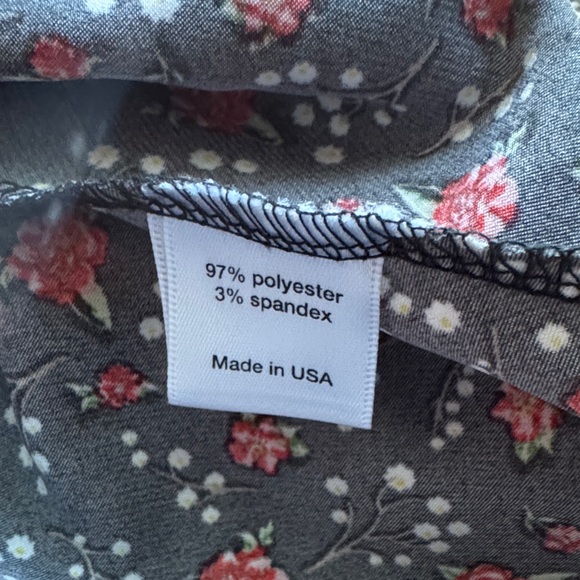 97% polyester
3% spandex
Made in USA